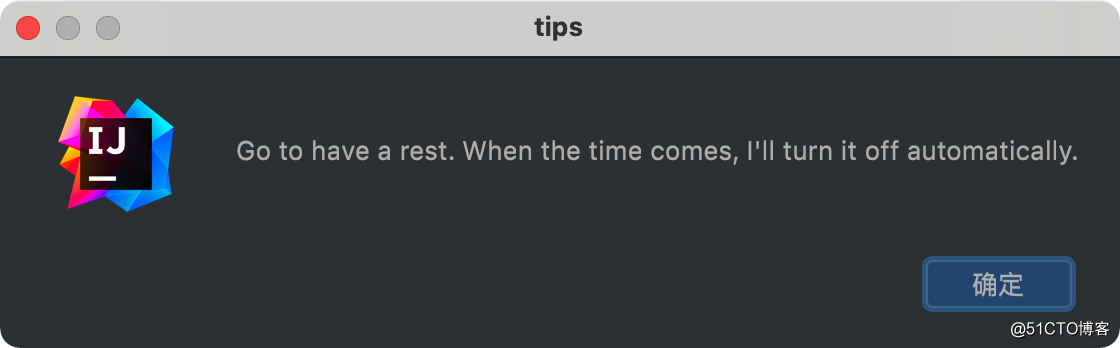 tips
IJ
Go to have a rest. When the time comes, I'll turn it off automatically.
确定
@51CTO博客